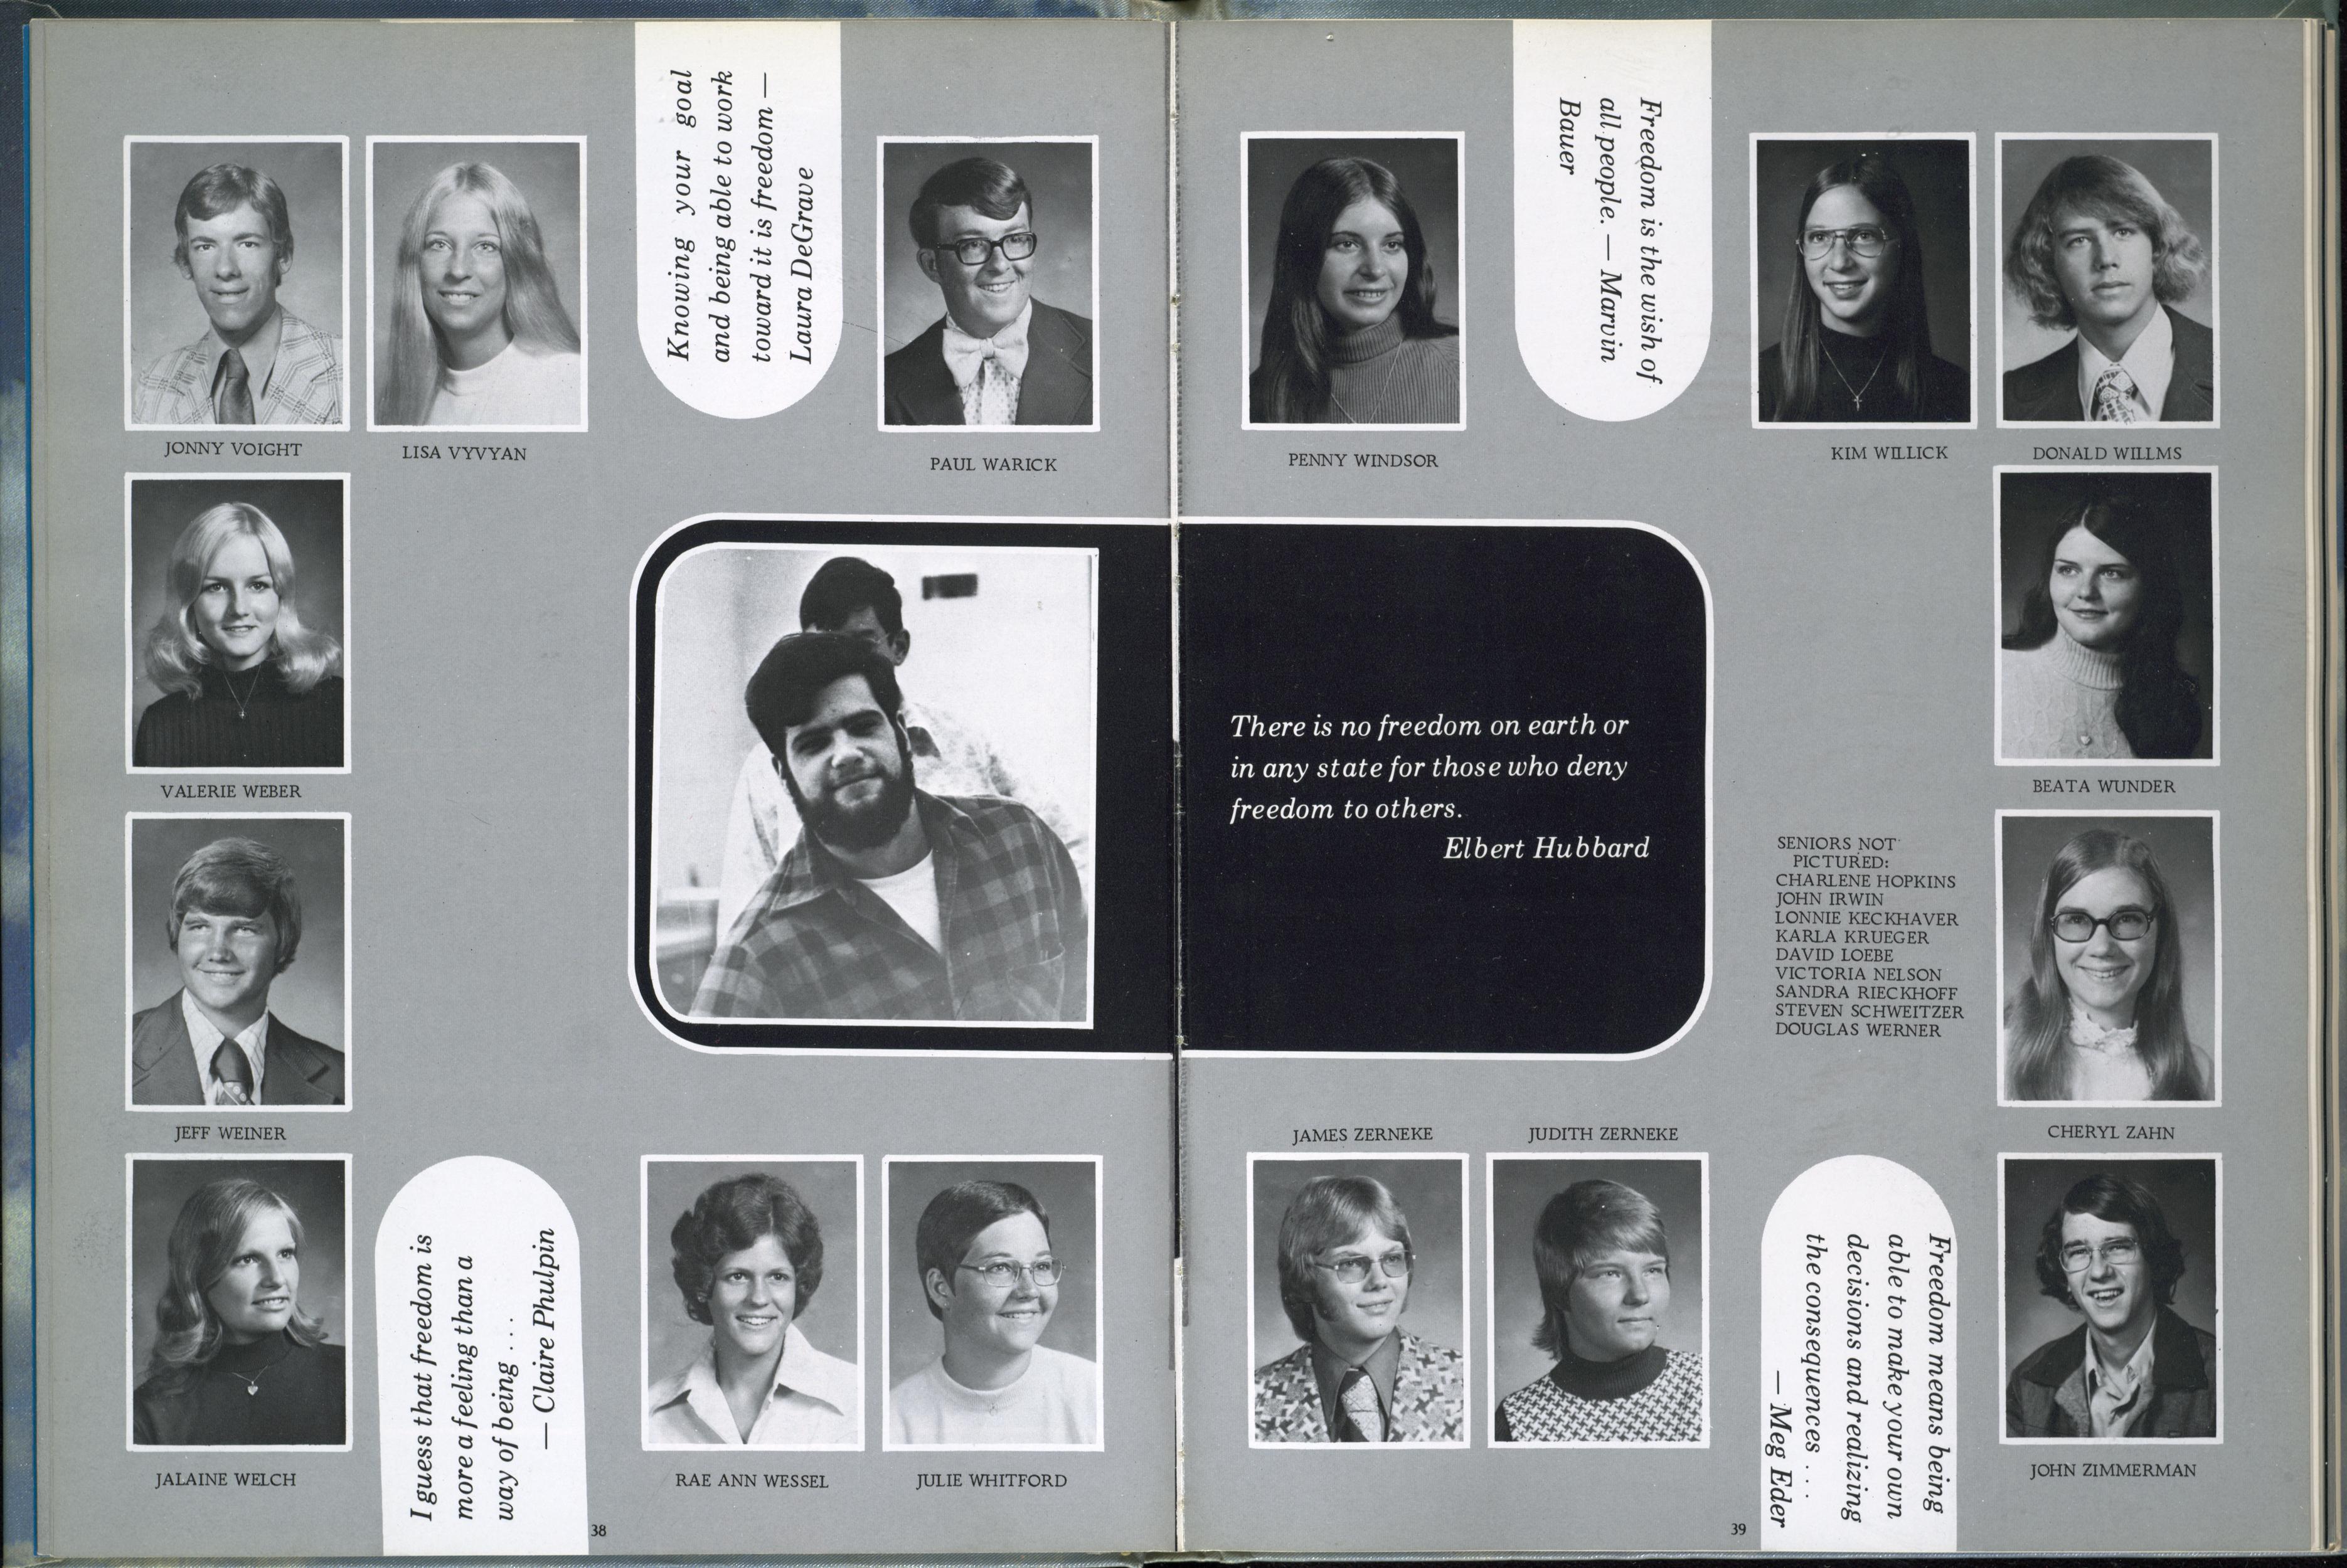 Knowing your goal
and being able to work
toward it is freedom —
Laura DeGrave
JONNY VOIGHT
LISA VYVYAN
PAUL WARICK
VALERIE WEBER
JEFF WEINER
JALAINE WELCH
I guess that freedom is
more a feeling than a
way of being ....
— Claire Phulpin
RAE ANN WESSEL
JULIE WHITFORD
38
Freedom is the wish of
all people. — Marvin
Bauer
PENNY WINDSOR
KIM WILLICK
DONALD WILLMS
There is no freedom on earth or
in any state for those who deny
freedom to others.
Elbert Hubbard
BEATA WUNDER
SENIORS NOT
PICTURED:
CHARLENE HOPKINS
JOHN IRWIN
LONNIE KECKHAVER
KARLA KRUEGER
DAVID LOEBE
VICTORIA NELSON
SANDRA RIECKHOFF
STEVEN SCHWEITZER
DOUGLAS WERNER
CHERYL ZAHN
JAMES ZERNEKE
JUDITH ZERNEKE
Freedom means being
able to make your own
decisions and realizing
the consequences ....
— Meg Eder
JOHN ZIMMERMAN
39